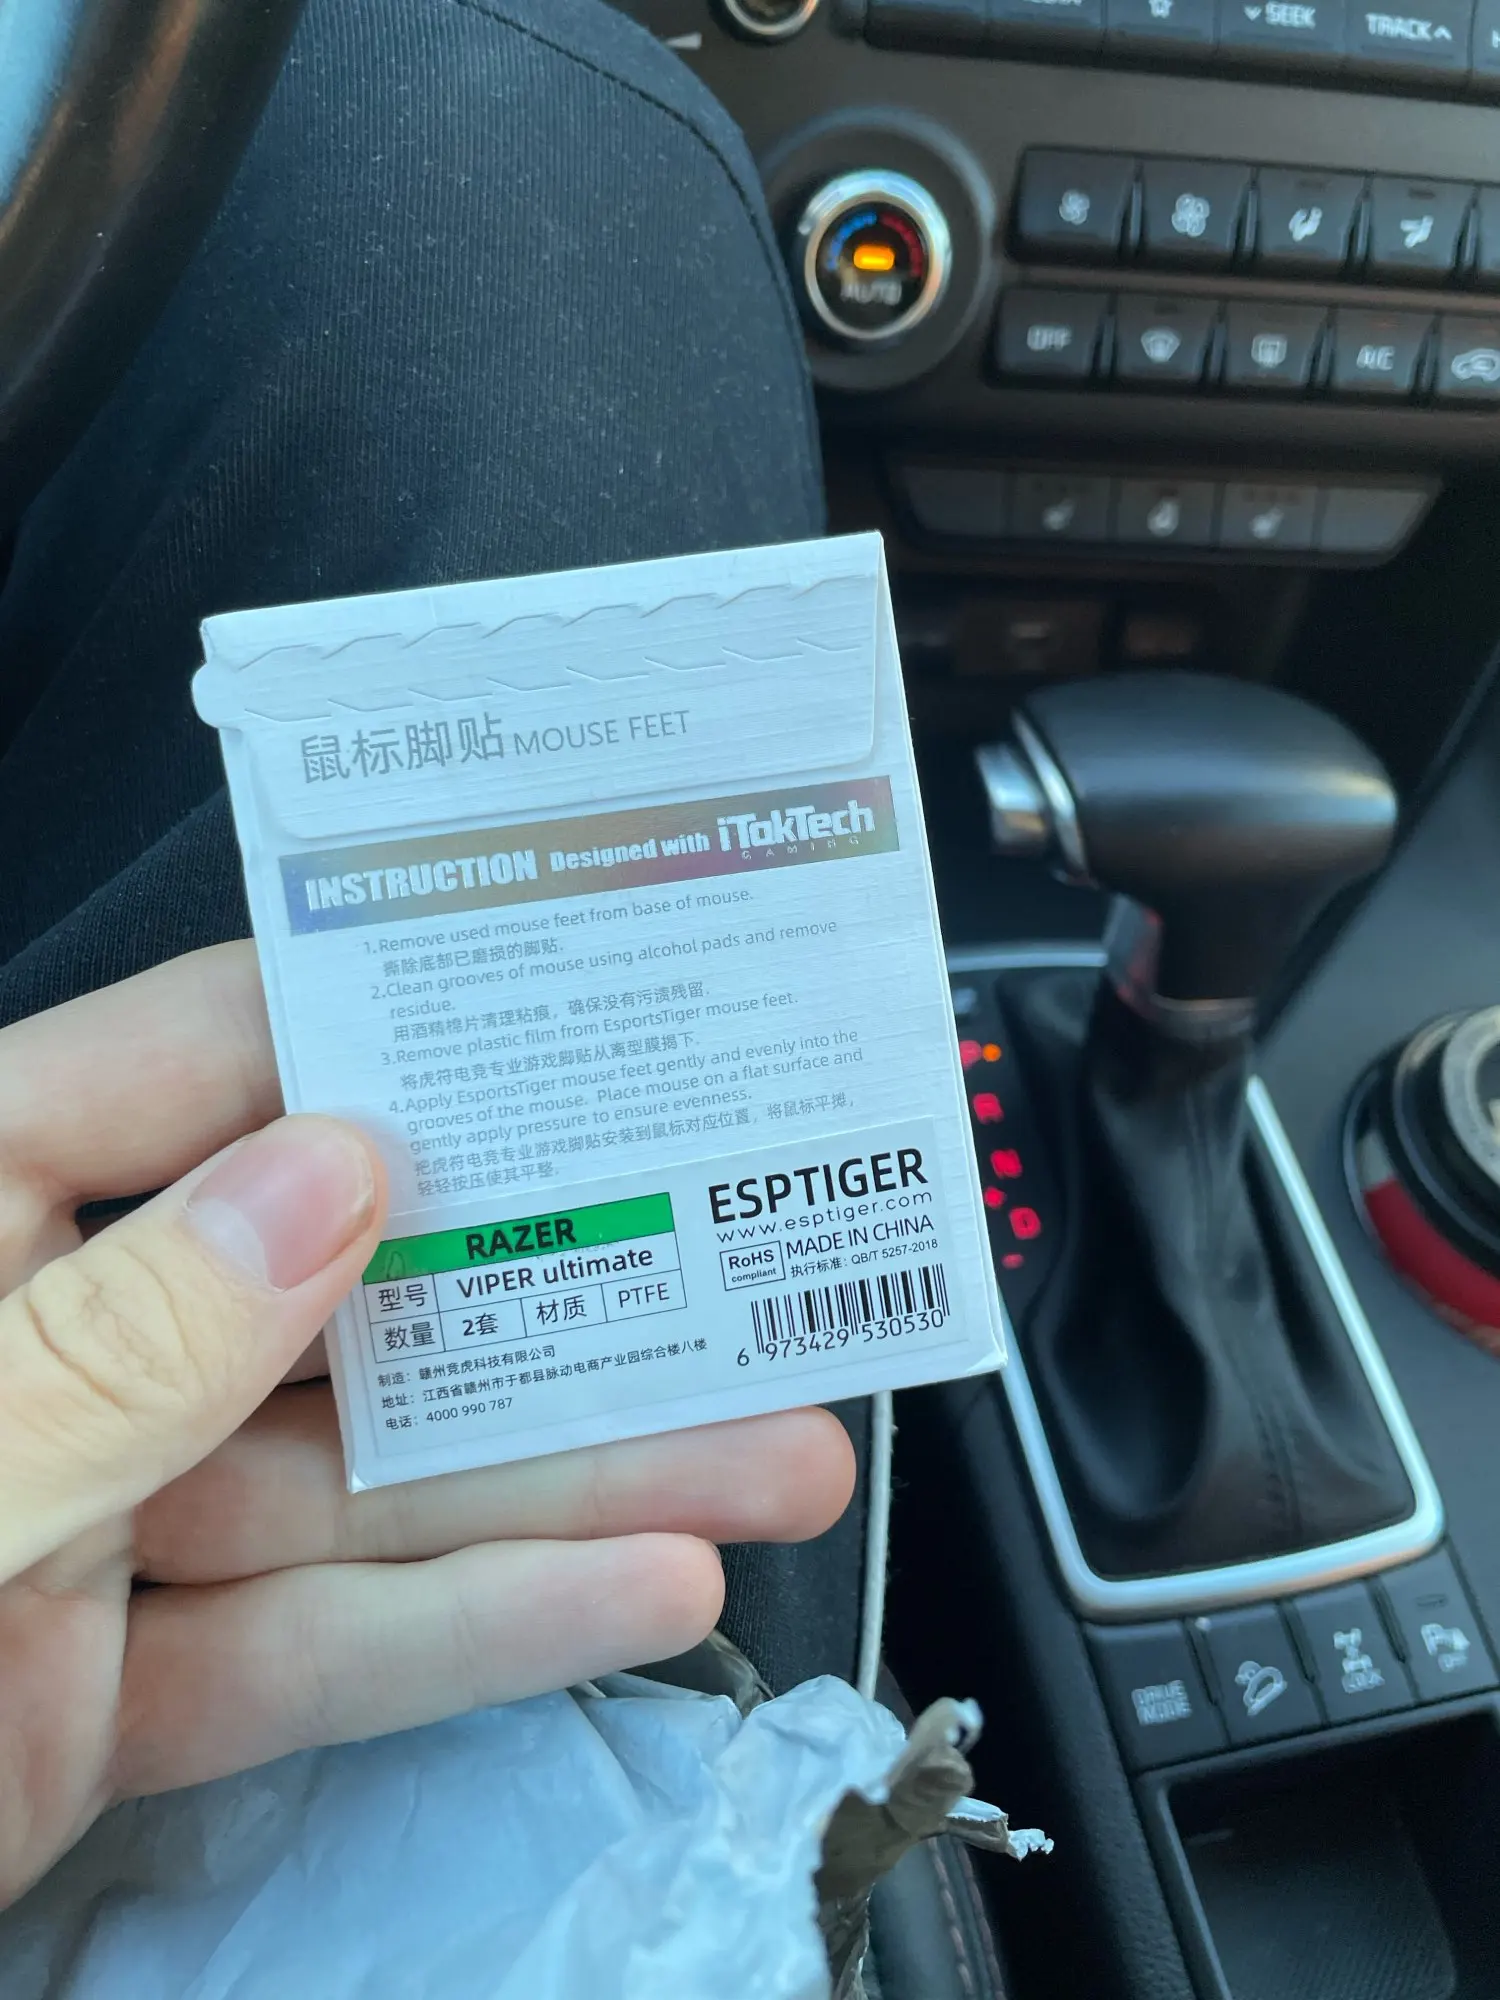 SEEK
TRACK
AUTO
OFF
A/C
鼠标脚贴 MOUSE FEET
INSTRUCTION Designed with iTokTech
GAMING
1.Remove used mouse feet from base of mouse.
撕除底部已磨损的脚贴.
2.Clean grooves of mouse using alcohol pads and remove
residue.
用酒精棉片清理粘痕，确保没有污渍残留.
3.Remove plastic film from EsportsTiger mouse feet.
将虎符电竞专业游戏脚贴从离型膜揭下.
4.Apply EsportsTiger mouse feet gently and evenly into the
grooves of the mouse. Place mouse on a flat surface and
gently apply pressure to ensure evenness.
把虎符电竞专业游戏脚贴安装到鼠标对应位置，将鼠标平摊，
轻轻按压使其平整.
RAZER
型号 VIPER ultimate
数量 2套 材质 PTFE
制造：赣州竞虎科技有限公司
地址：江西省赣州市于都县脉动电商产业园综合楼八楼
电话：4000 990 787
ESPTIGER
www.esptiger.com
RoHS
compliant
MADE IN CHINA
执行标准：QB/T 5257-2018
6 973429 530530
R
N
D
DRIVE
MODE
LOCK
P
OFF